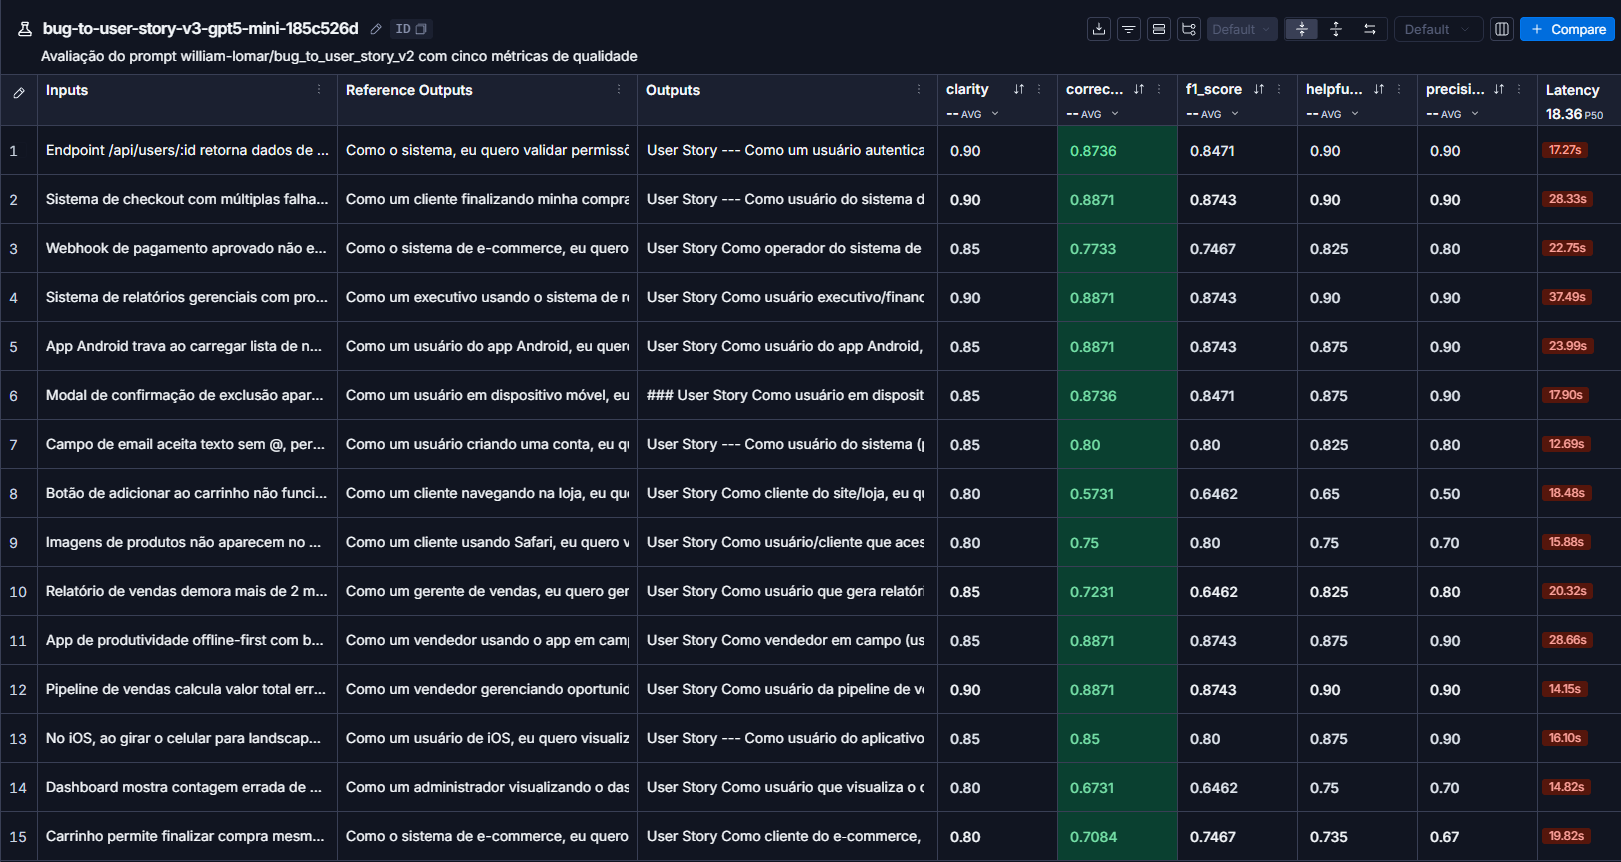 bug-to-user-story-v3-gpt5-mini-185c526d ID Default Default + Compare
Avaliação do prompt william-lomar/bug_to_user_story_v2 com cinco métricas de qualidade
Inputs Reference Outputs Outputs clarity correc... f1_score helpfu... precisi... Latency
-- AVG -- AVG -- AVG -- AVG -- AVG 18.36 P50
1 Endpoint /api/users/:id retorna dados de ... Como o sistema, eu quero validar permissõ User Story --- Como um usuário autentica 0.90 0.8736 0.8471 0.90 0.90 17.27s
2 Sistema de checkout com múltiplas falha... Como um cliente finalizando minha compra User Story --- Como usuário do sistema d 0.90 0.8871 0.8743 0.90 0.90 28.33s
3 Webhook de pagamento aprovado não e... Como o sistema de e-commerce, eu quero User Story Como operador do sistema de 0.85 0.7733 0.7467 0.825 0.80 22.75s
4 Sistema de relatórios gerenciais com pro... Como um executivo usando o sistema de re User Story Como usuário executivo/financ 0.90 0.8871 0.8743 0.90 0.90 37.49s
5 App Android trava ao carregar lista de n... Como um usuário do app Android, eu quero User Story Como usuário do app Android, 0.85 0.8871 0.8743 0.875 0.90 23.99s
6 Modal de confirmação de exclusão apar... Como um usuário em dispositivo móvel, eu ### User Story Como usuário em disposit 0.85 0.8736 0.8471 0.875 0.90 17.90s
7 Campo de email aceita texto sem @, per... Como um usuário criando uma conta, eu qu User Story --- Como usuário do sistema (p 0.85 0.80 0.80 0.825 0.80 12.69s
8 Botão de adicionar ao carrinho não funci... Como um cliente navegando na loja, eu que User Story Como cliente do site/loja, eu qu 0.80 0.5731 0.6462 0.65 0.50 18.48s
9 Imagens de produtos não aparecem no ... Como um cliente usando Safari, eu quero v User Story Como usuário/cliente que aces 0.80 0.75 0.80 0.75 0.70 15.88s
10 Relatório de vendas demora mais de 2 m... Como um gerente de vendas, eu quero ger User Story Como usuário que gera relatóri 0.85 0.7231 0.6462 0.825 0.80 20.32s
11 App de produtividade offline-first com b... Como um vendedor usando o app em camp User Story Como vendedor em campo (us 0.85 0.8871 0.8743 0.875 0.90 28.66s
12 Pipeline de vendas calcula valor total erra... Como um vendedor gerenciando oportunid User Story Como usuário da pipeline de ve 0.90 0.8871 0.8743 0.90 0.90 14.15s
13 No iOS, ao girar o celular para landscap... Como um usuário de iOS, eu quero visualiz User Story --- Como usuário do aplicativo 0.85 0.85 0.80 0.875 0.90 16.10s
14 Dashboard mostra contagem errada de ... Como um administrador visualizando o das User Story Como usuário que visualiza o d 0.80 0.6731 0.6462 0.75 0.70 14.82s
15 Carrinho permite finalizar compra mesm... Como o sistema de e-commerce, eu quero User Story Como cliente do e-commerce, 0.80 0.7084 0.7467 0.735 0.67 19.82s